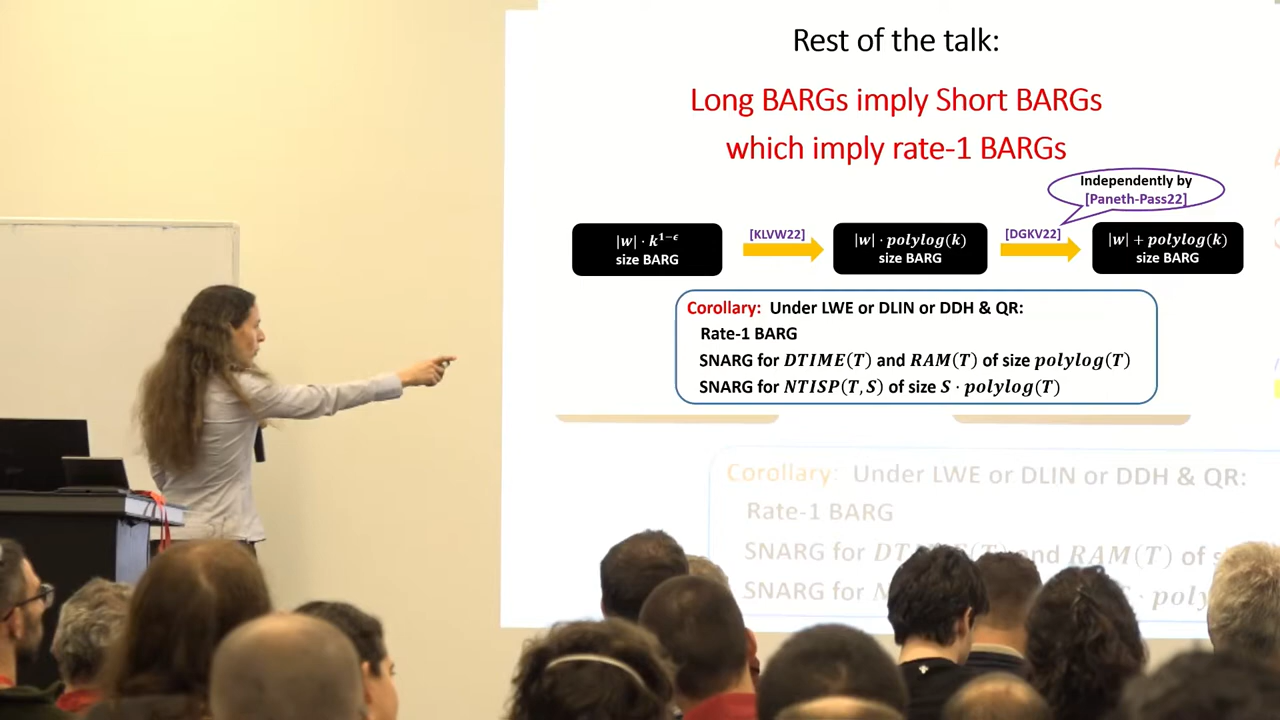 Rest of the talk:
Long BARGs imply Short BARGs
which imply rate-1 BARGs
Independently by
[Paneth-Pass22]
|w| · k^{1−ϵ}
size BARG
[KLVW22]
|w| · polylog(k)
size BARG
[DGKV22]
|w| + polylog(k)
size BARG
Corollary: Under LWE or DLIN or DDH & QR:
Rate-1 BARG
SNARG for DTIME(T) and RAM(T) of size polylog(T)
SNARG for NTISP(T, S) of size S · polylog(T)
Corollary: Under LWE or DLIN or DDH & QR:
Rate-1 BARG
SNARG for and RAM(T) of
SNARG for